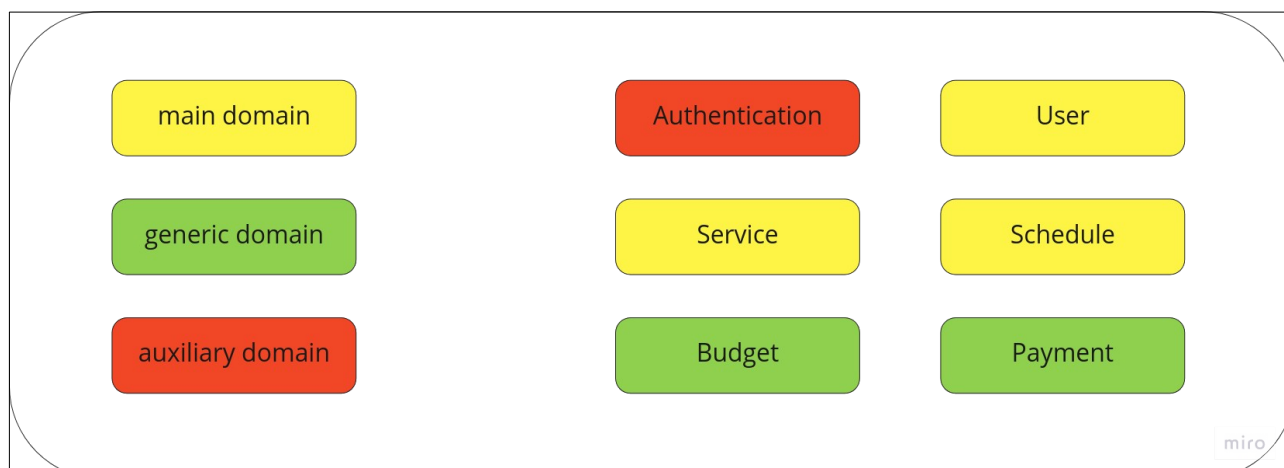 main domain
generic domain
auxiliary domain
Authentication
User
Service
Schedule
Budget
Payment
miro